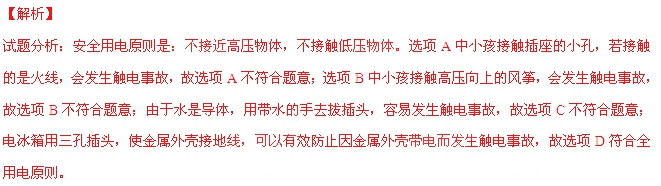 【解析】
试题分析：安全用电原则是：不接近高压物体，不接触低压物体。选项 A 中小孩接触插座的小孔，若接触
的是火线，会发生触电事故，故选项 A 不符合题意；选项 B 中小孩接触高压向上的风筝，会发生触电事故，
故选项 B 不符合题意；由于水是导体，用带水的手去拔插头，容易发生触电事故，故选项 C 不符合题意；
电冰箱用三孔插头，使金属外壳接地线，可以有效防止因金属外壳带电而发生触电事故，故选项 D 符合全
用电原则。